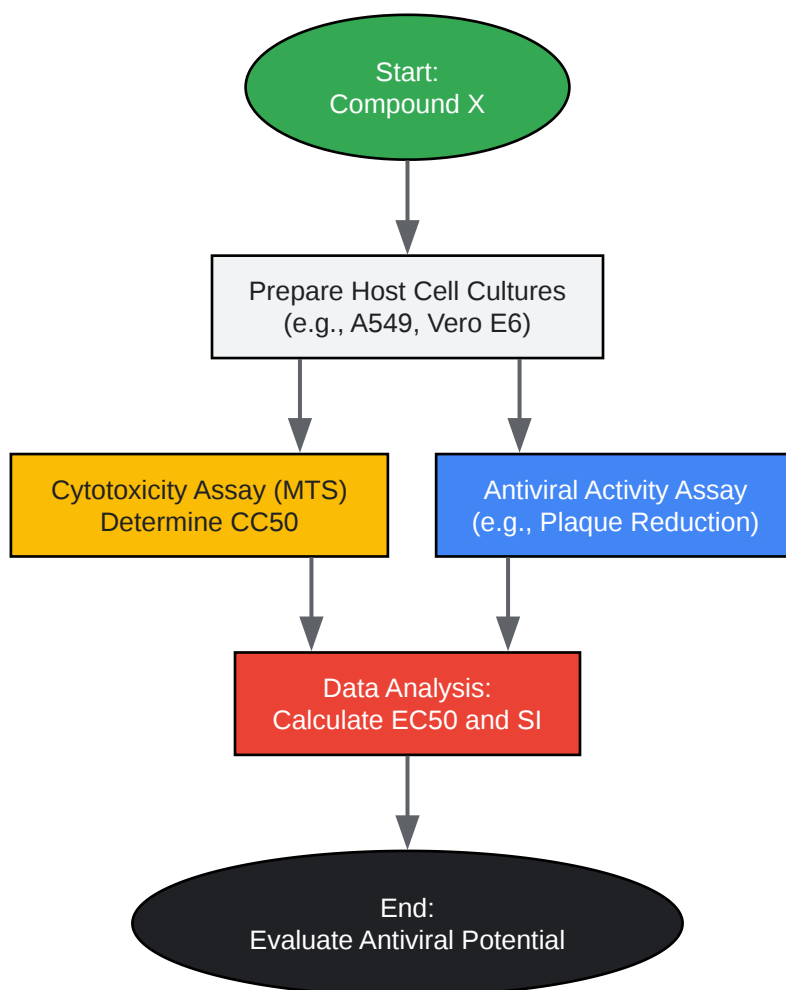 Start:
Compound X
Prepare Host Cell Cultures
(e.g., A549, Vero E6)
Cytotoxicity Assay (MTS)
Determine CC50
Antiviral Activity Assay
(e.g., Plaque Reduction)
Data Analysis:
Calculate EC50 and SI
End:
Evaluate Antiviral Potential